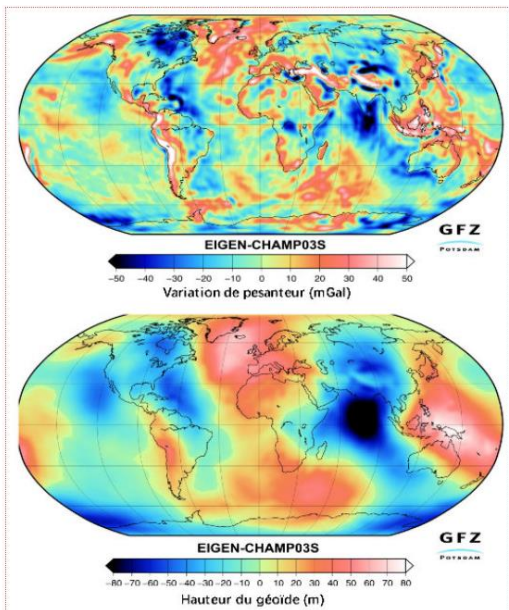 GFZ
POTSDAM
EIGEN-CHAMP03S
−50 −40 −30 −20 −10 0 10 20 30 40 50
Variation de pesanteur (mGal)
GFZ
POTSDAM
EIGEN-CHAMP03S
-80 -70 -60 -50 -40 -30 -20 -10 0 10 20 30 40 50 60 70 80
Hauteur du géoïde (m)